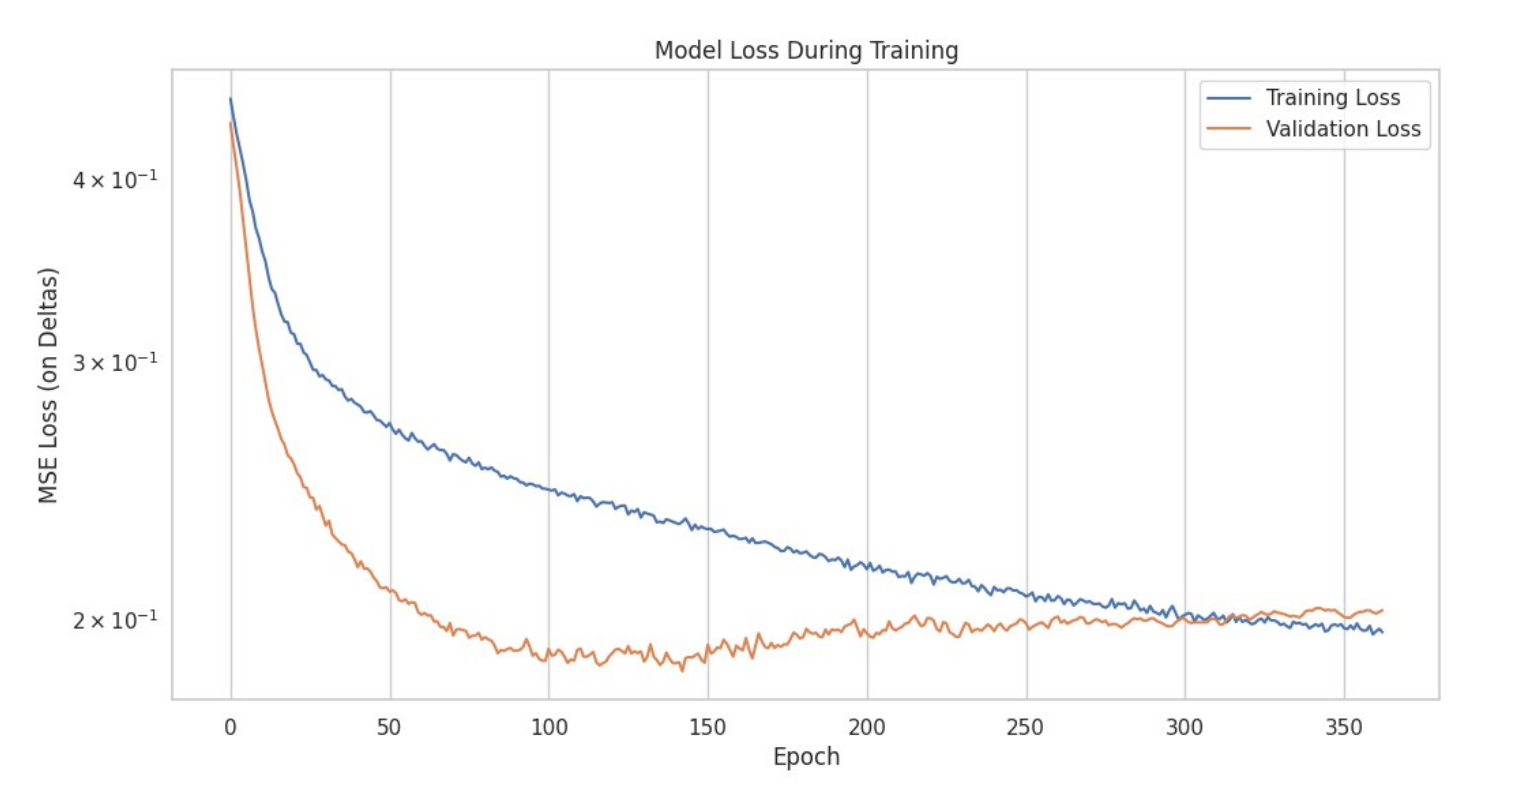 Model Loss During Training
Training Loss
Validation Loss
MSE Loss (on Deltas)
4 × 10⁻¹
3 × 10⁻¹
2 × 10⁻¹
0 50 100 150 200 250 300 350
Epoch